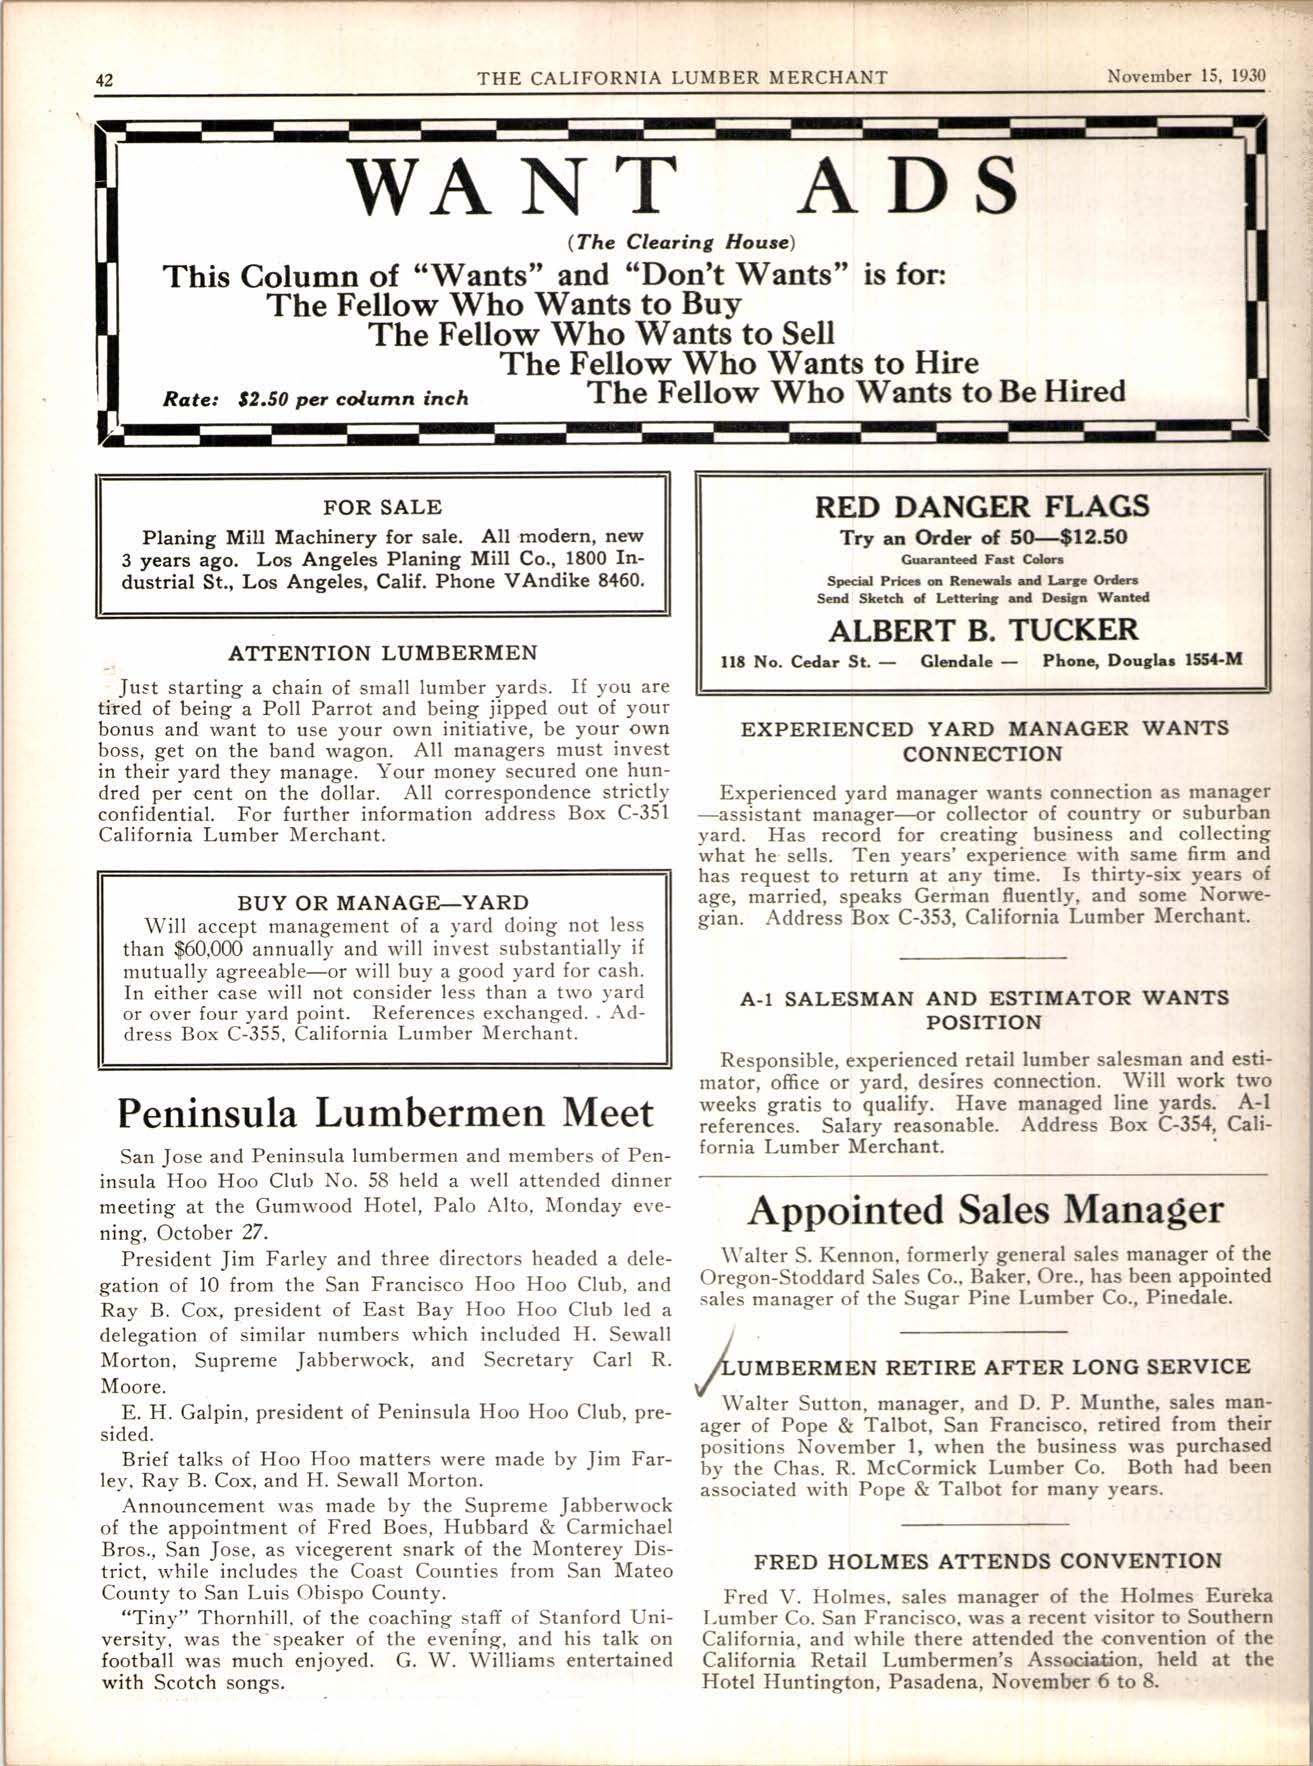 42
THE CALIFORNIA LUMBER MERCHANT
November 15, 1930
WANT ADS
(The Clearing House)
This Column of “Wants” and “Don't Wants” is for:
The Fellow Who Wants to Buy
The Fellow Who Wants to Sell
The Fellow Who Wants to Hire
Rate: $2.50 per column inch
The Fellow Who Wants to Be Hired
FOR SALE
Planing Mill Machinery for sale. All modern, new
3 years ago. Los Angeles Planing Mill Co., 1800 In-
dustrial St., Los Angeles, Calif. Phone VAndike 8460.
ATTENTION LUMBERMEN
Just starting a chain of small lumber yards. If you are
tired of being a Poll Parrot and being jipped out of your
bonus and want to use your own initiative, be your own
boss, get on the band wagon. All managers must invest
in their yard they manage. Your money secured one hun-
dred per cent on the dollar. All correspondence strictly
confidential. For further information address Box C-351
California Lumber Merchant.
BUY OR MANAGE—YARD
Will accept management of a yard doing not less
than $60,000 annually and will invest substantially if
mutually agreeable—or will buy a good yard for cash.
In either case will not consider less than a two yard
or over four yard point. References exchanged. . Ad-
dress Box C-355, California Lumber Merchant.
Peninsula Lumbermen Meet
San Jose and Peninsula lumbermen and members of Pen-
insula Hoo Hoo Club No. 58 held a well attended dinner
meeting at the Gumwood Hotel, Palo Alto, Monday eve-
ning, October 27.
President Jim Farley and three directors headed a dele-
gation of 10 from the San Francisco Hoo Hoo Club, and
Ray B. Cox, president of East Bay Hoo Hoo Club led a
delegation of similar numbers which included H. Sewall
Morton, Supreme Jabberwock, and Secretary Carl R.
Moore.
E. H. Galpin, president of Peninsula Hoo Hoo Club, pre-
sided.
Brief talks of Hoo Hoo matters were made by Jim Far-
ley, Ray B. Cox, and H. Sewall Morton.
Announcement was made by the Supreme Jabberwock
of the appointment of Fred Boes, Hubbard & Carmichael
Bros., San Jose, as vicegerent snark of the Monterey Dis-
trict, while includes the Coast Counties from San Mateo
County to San Luis Obispo County.
“Tiny” Thornhill, of the coaching staff of Stanford Uni-
versity, was the speaker of the evening, and his talk on
football was much enjoyed. G. W. Williams entertained
with Scotch songs.
RED DANGER FLAGS
Try an Order of 50—$12.50
Guaranteed Fast Colors
Special Prices on Renewals and Large Orders
Send Sketch of Lettering and Design Wanted
ALBERT B. TUCKER
118 No. Cedar St. — Glendale — Phone, Douglas 1554-M
EXPERIENCED YARD MANAGER WANTS
CONNECTION
Experienced yard manager wants connection as manager
—assistant manager—or collector of country or suburban
yard. Has record for creating business and collecting
what he sells. Ten years' experience with same firm and
has request to return at any time. Is thirty-six years of
age, married, speaks German fluently, and some Norwe-
gian. Address Box C-353, California Lumber Merchant.
A-1 SALESMAN AND ESTIMATOR WANTS
POSITION
Responsible, experienced retail lumber salesman and esti-
mator, office or yard, desires connection. Will work two
weeks gratis to qualify. Have managed line yards. A-1
references. Salary reasonable. Address Box C-354, Cali-
fornia Lumber Merchant.
Appointed Sales Manager
Walter S. Kennon, formerly general sales manager of the
Oregon-Stoddard Sales Co., Baker, Ore., has been appointed
sales manager of the Sugar Pine Lumber Co., Pinedale.
LUMBERMEN RETIRE AFTER LONG SERVICE
Walter Sutton, manager, and D. P. Munthe, sales man-
ager of Pope & Talbot, San Francisco, retired from their
positions November 1, when the business was purchased
by the Chas. R. McCormick Lumber Co. Both had been
associated with Pope & Talbot for many years.
FRED HOLMES ATTENDS CONVENTION
Fred V. Holmes, sales manager of the Holmes Eureka
Lumber Co. San Francisco, was a recent visitor to Southern
California, and while there attended the convention of the
California Retail Lumbermen's Association, held at the
Hotel Huntington, Pasadena, November 6 to 8.